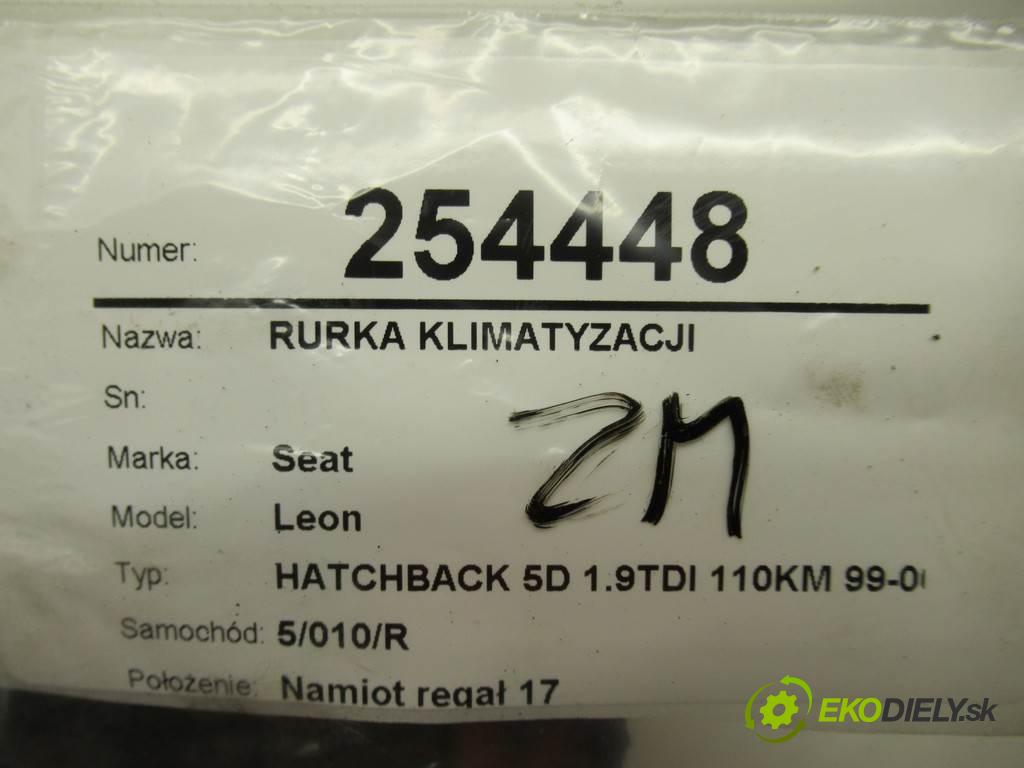 Numer: 254448
Nazwa: RURKA KLIMATYZACJI
Sn:
Marka: Seat
Model: Leon
Typ: HATCHBACK 5D 1.9TDI 110KM 99-0
Samochód: 5/010/R
Położenie: Namiot regał 17
ZM
EKODIELY.sk